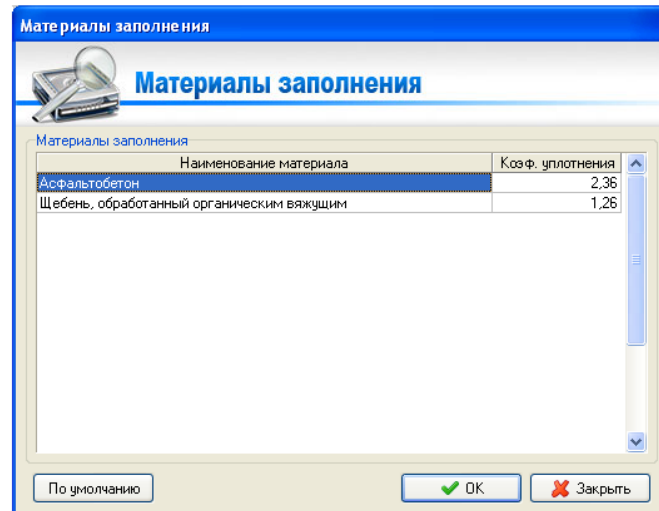 Материалы заполнения
Материалы заполнения
Материалы заполнения
Наименование материала Коэф. уплотнения
Асфальтобетон 2,36
Щебень, обработанный органическим вяжущим 1,26
По умолчанию OK Закрыть